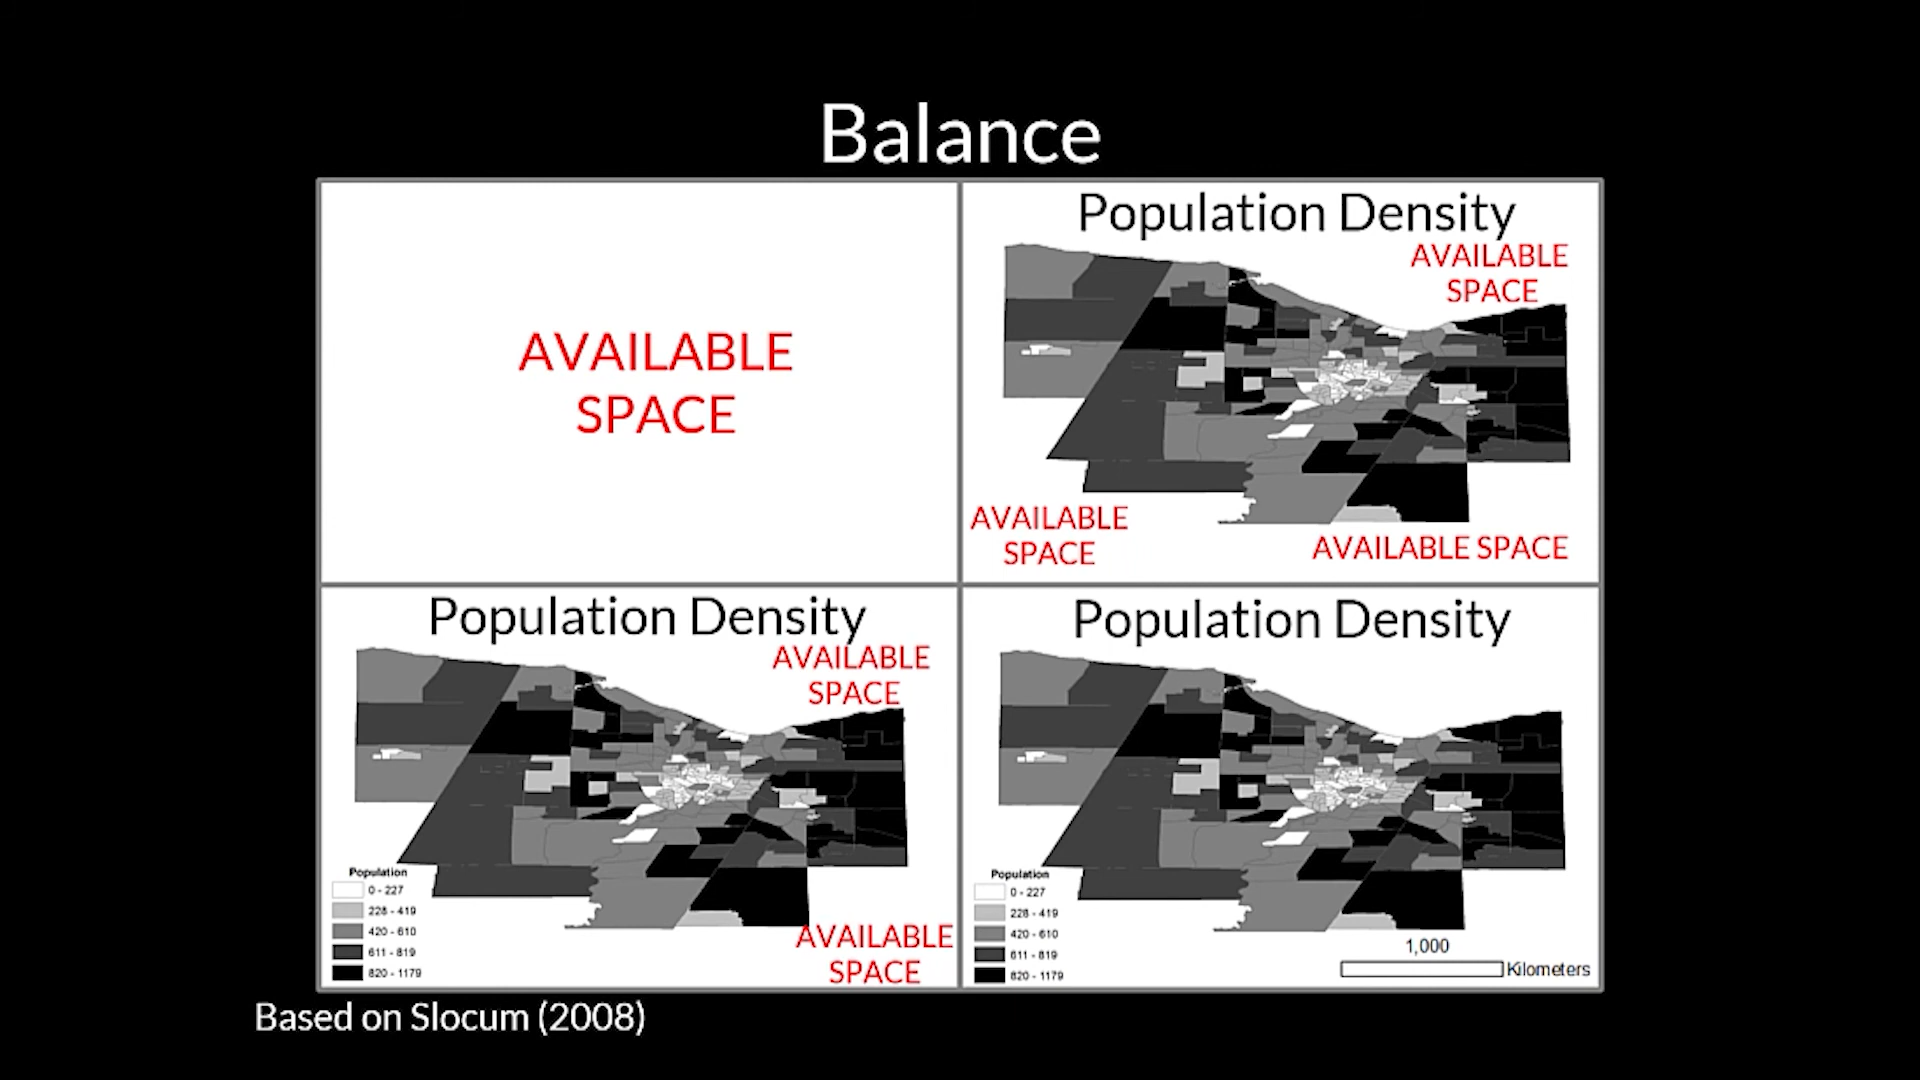 Balance
AVAILABLE
SPACE
Population Density
AVAILABLE
SPACE
AVAILABLE
SPACE
AVAILABLE SPACE
Population Density
AVAILABLE
SPACE
Population
0 - 227
228 - 419
420 - 610
611 - 819
820 - 1179
AVAILABLE
SPACE
Population Density
Population
0 - 227
228 - 419
420 - 610
611 - 819
820 - 1179
1,000
Kilometers
Based on Slocum (2008)